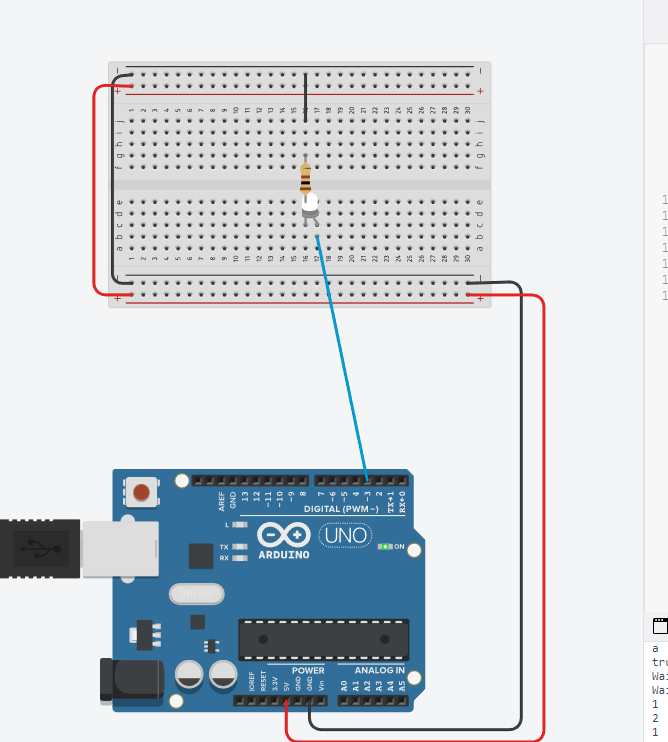 − −
+ +
1 2 3 4 5 6 7 8 9 10 11 12 13 14 15 16 17 18 19 20 21 22 23 24 25 26 27 28 29 30
j j
i i
h h
g g
f f
e e
d d
c c
b b
a a
1 2 3 4 5 6 7 8 9 10 11 12 13 14 15 16 17 18 19 20 21 22 23 24 25 26 27 28 29 30
− −
+ +
1
1
1
1
1
1
1
AREF GND 13 12 ~11 ~10 ~9 8 7 ~6 ~5 4 ~3 2 TX→1 RX←0
DIGITAL (PWM~)
L
TX
RX
ARDUINO
UNO
ON
POWER ANALOG IN
IOREF RESET 3.3V 5V GND GND Vin A0 A1 A2 A3 A4 A5
a
tru
Wai
Wai
1
2
1